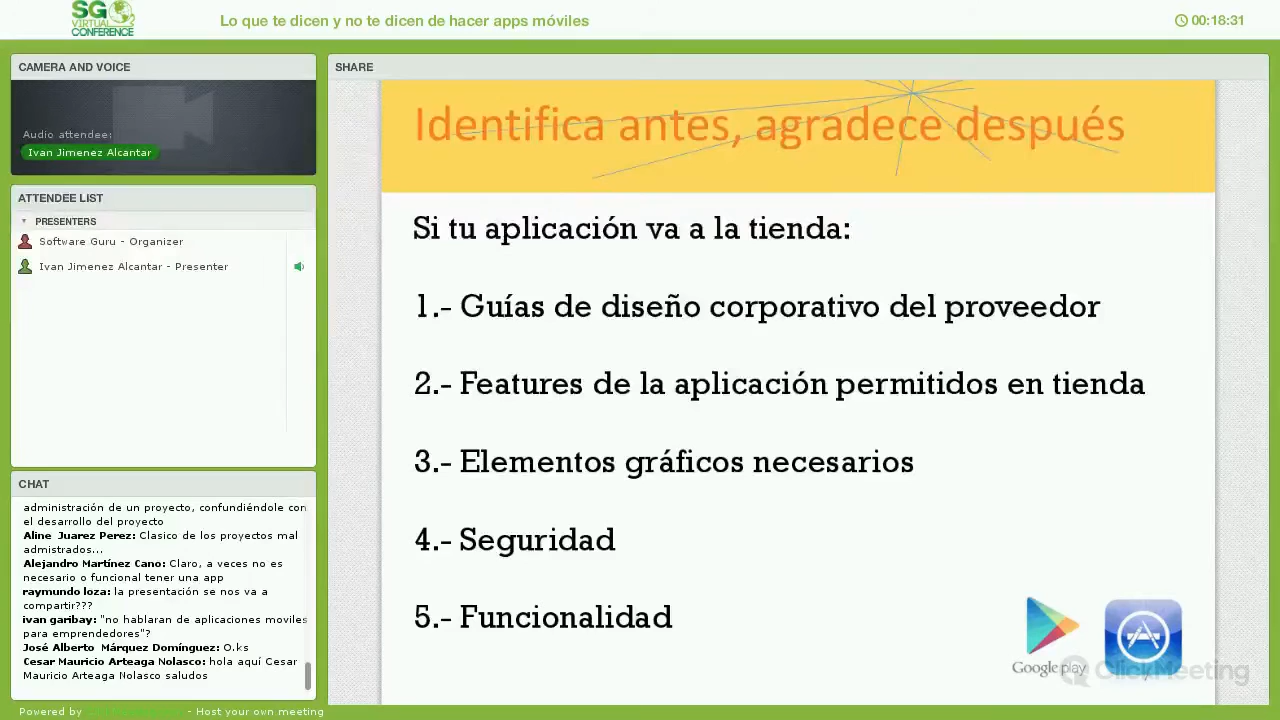 SG
VIRTUAL
CONFERENCE
Lo que te dicen y no te dicen de hacer apps móviles
00:18:31
CAMERA AND VOICE
Audio attendee:
Ivan Jimenez Alcantar
ATTENDEE LIST
PRESENTERS
Software Guru - Organizer
Ivan Jimenez Alcantar - Presenter
CHAT
administración de un proyecto, confundiéndole con
el desarrollo del proyecto
Aline Juarez Perez: Clasico de los proyectos mal
admistrados...
Alejandro Martínez Cano: Claro, a veces no es
necesario o funcional tener una app
raymundo loza: la presentación se nos va a
compartir???
ivan garibay: "no hablaran de aplicaciones moviles
para emprendedores"?
José Alberto Márquez Domínguez: O.ks
Cesar Mauricio Arteaga Nolasco: hola aquí Cesar
Mauricio Arteaga Nolasco saludos
SHARE
Identifica antes, agradece después
Si tu aplicación va a la tienda:
1.- Guías de diseño corporativo del proveedor
2.- Features de la aplicación permitidos en tienda
3.- Elementos gráficos necesarios
4.- Seguridad
5.- Funcionalidad
Google play
ClickMeeting
Powered by
- Host your own meeting